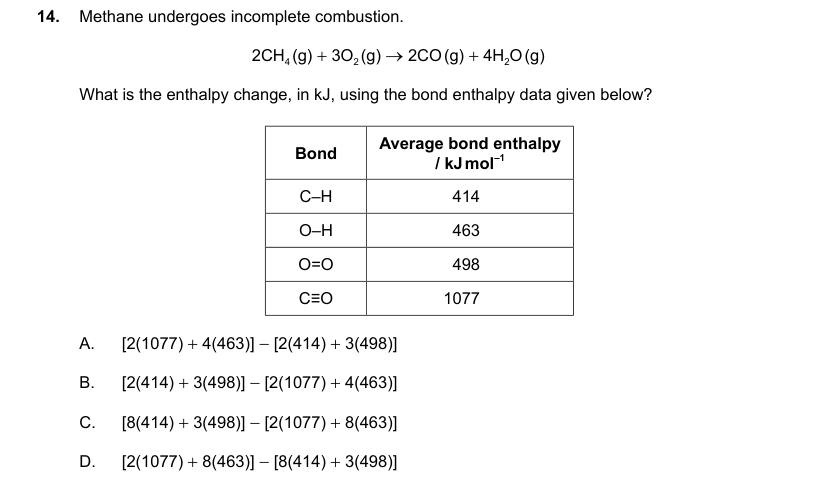 14. Methane undergoes incomplete combustion.
2CH₄(g) + 3O₂(g) → 2CO(g) + 4H₂O(g)
What is the enthalpy change, in kJ, using the bond enthalpy data given below?
Bond Average bond enthalpy
/ kJ mol⁻¹
C–H 414
O–H 463
O=O 498
C≡O 1077
A. [2(1077) + 4(463)] – [2(414) + 3(498)]
B. [2(414) + 3(498)] – [2(1077) + 4(463)]
C. [8(414) + 3(498)] – [2(1077) + 8(463)]
D. [2(1077) + 8(463)] – [8(414) + 3(498)]